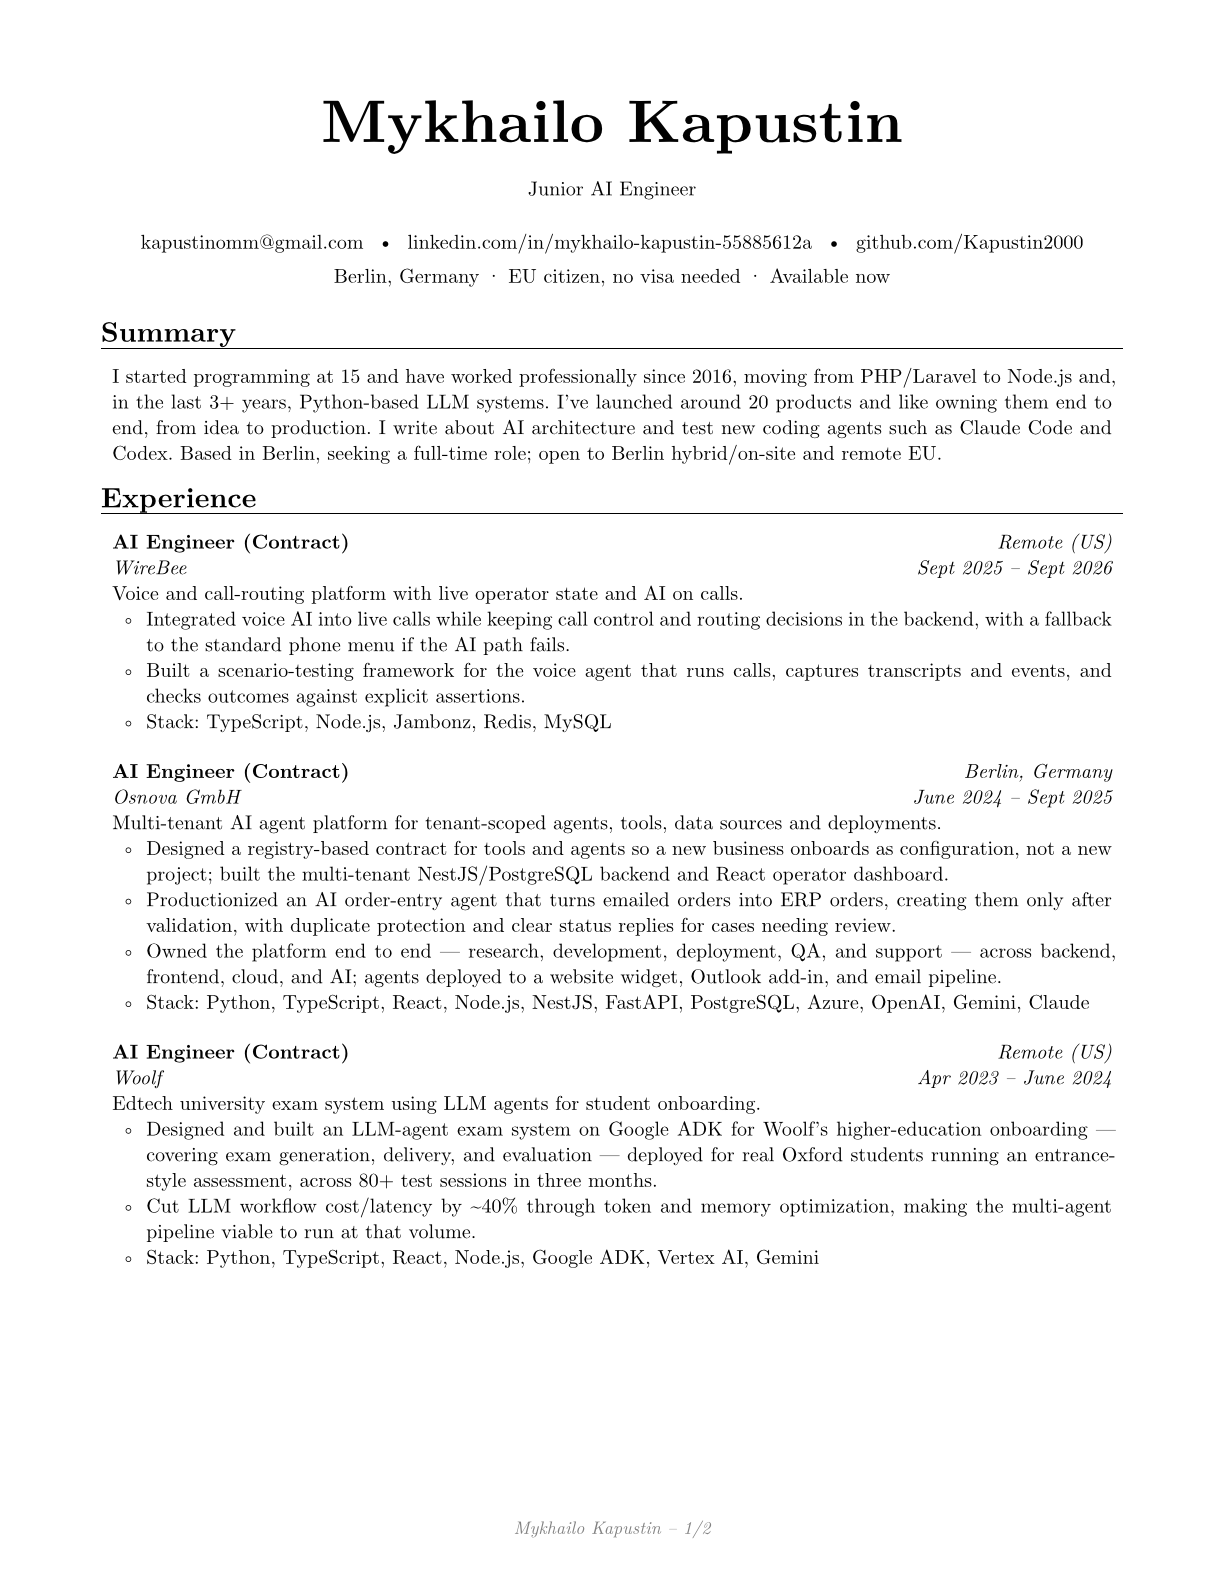 Mykhailo Kapustin
Junior AI Engineer
kapustinomm@gmail.com • linkedin.com/in/mykhailo-kapustin-55885612a • github.com/Kapustin2000
Berlin, Germany · EU citizen, no visa needed · Available now
Summary
I started programming at 15 and have worked professionally since 2016, moving from PHP/Laravel to Node.js and,
in the last 3+ years, Python-based LLM systems. I've launched around 20 products and like owning them end to
end, from idea to production. I write about AI architecture and test new coding agents such as Claude Code and
Codex. Based in Berlin, seeking a full-time role; open to Berlin hybrid/on-site and remote EU.
Experience
AI Engineer (Contract) Remote (US)
WireBee Sept 2025 – Sept 2026
Voice and call-routing platform with live operator state and AI on calls.
◦ Integrated voice AI into live calls while keeping call control and routing decisions in the backend, with a fallback
to the standard phone menu if the AI path fails.
◦ Built a scenario-testing framework for the voice agent that runs calls, captures transcripts and events, and
checks outcomes against explicit assertions.
◦ Stack: TypeScript, Node.js, Jambonz, Redis, MySQL
AI Engineer (Contract) Berlin, Germany
Osnova GmbH June 2024 – Sept 2025
Multi-tenant AI agent platform for tenant-scoped agents, tools, data sources and deployments.
◦ Designed a registry-based contract for tools and agents so a new business onboards as configuration, not a new
project; built the multi-tenant NestJS/PostgreSQL backend and React operator dashboard.
◦ Productionized an AI order-entry agent that turns emailed orders into ERP orders, creating them only after
validation, with duplicate protection and clear status replies for cases needing review.
◦ Owned the platform end to end — research, development, deployment, QA, and support — across backend,
frontend, cloud, and AI; agents deployed to a website widget, Outlook add-in, and email pipeline.
◦ Stack: Python, TypeScript, React, Node.js, NestJS, FastAPI, PostgreSQL, Azure, OpenAI, Gemini, Claude
AI Engineer (Contract) Remote (US)
Woolf Apr 2023 – June 2024
Edtech university exam system using LLM agents for student onboarding.
◦ Designed and built an LLM-agent exam system on Google ADK for Woolf's higher-education onboarding —
covering exam generation, delivery, and evaluation — deployed for real Oxford students running an entrance-
style assessment, across 80+ test sessions in three months.
◦ Cut LLM workflow cost/latency by ~40% through token and memory optimization, making the multi-agent
pipeline viable to run at that volume.
◦ Stack: Python, TypeScript, React, Node.js, Google ADK, Vertex AI, Gemini
Mykhailo Kapustin – 1/2